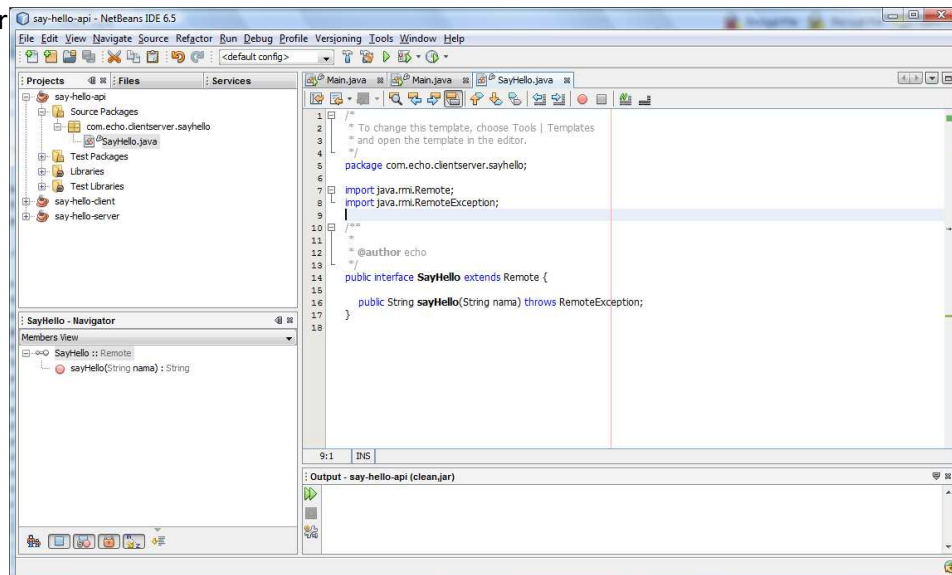 r
say-hello-api - NetBeans IDE 6.5
File Edit View Navigate Source Refactor Run Debug Profile Versioning Tools Window Help
<default config>
Projects Files Services
say-hello-api
Source Packages
com.echo.clientserver.sayhello
SayHello.java
Test Packages
Libraries
Test Libraries
say-hello-client
say-hello-server
SayHello - Navigator
Members View
SayHello :: Remote
sayHello(String nama) : String
Main.java Main.java SayHello.java
1 /*
2 * To change this template, choose Tools | Templates
3 * and open the template in the editor.
4 */
5 package com.echo.clientserver.sayhello;
6
7 import java.rmi.Remote;
8 import java.rmi.RemoteException;
9
10 /**
11 *
12 * @author echo
13 */
14 public interface SayHello extends Remote {
15
16 public String sayHello(String nama) throws RemoteException;
17 }
18
9:1 INS
Output - say-hello-api (clean,jar)